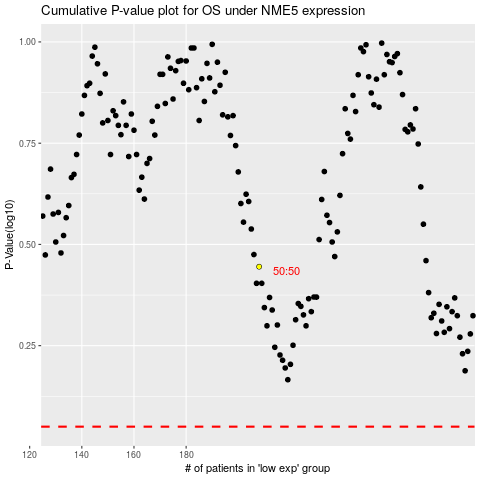 Cumulative P-value plot for OS under NME5 expression
1.00
0.75
P-Value(log10)
0.50
50:50
0.25
120 140 160 180
# of patients in 'low exp' group